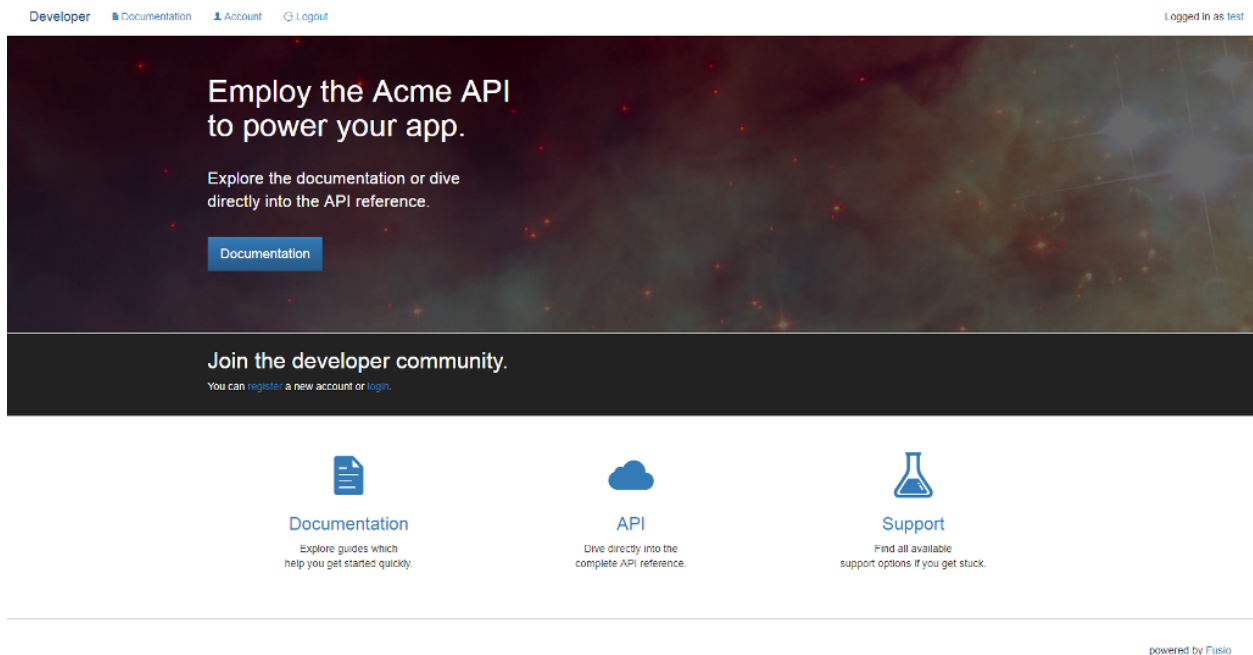 Developer Documentation Account Logout Logged in as test
Employ the Acme API
to power your app.
Explore the documentation or dive
directly into the API reference.
Documentation
Join the developer community.
You can register a new account or login.
Documentation
Explore guides which
help you get started quickly.
API
Dive directly into the
complete API reference.
Support
Find all available
support options if you get stuck.
powered by Fusio